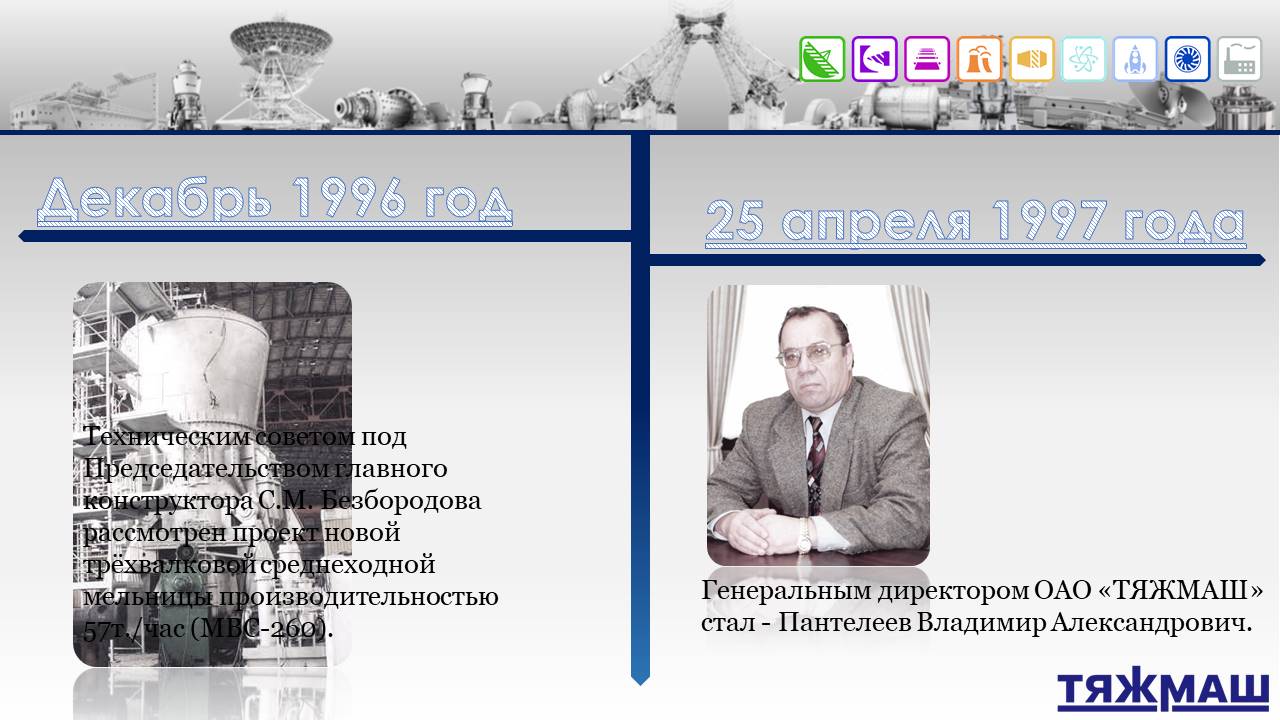 Декабрь 1996 год
Техническим советом под
Председательством главного
конструктора С.М. Безбородова
рассмотрен проект новой
трёхвалковой среднеходной
мельницы производительностью
57т./час (МВС-260).
25 апреля 1997 года
Генеральным директором ОАО «ТЯЖМАШ»
стал - Пантелеев Владимир Александрович.
ТЯЖМАШ